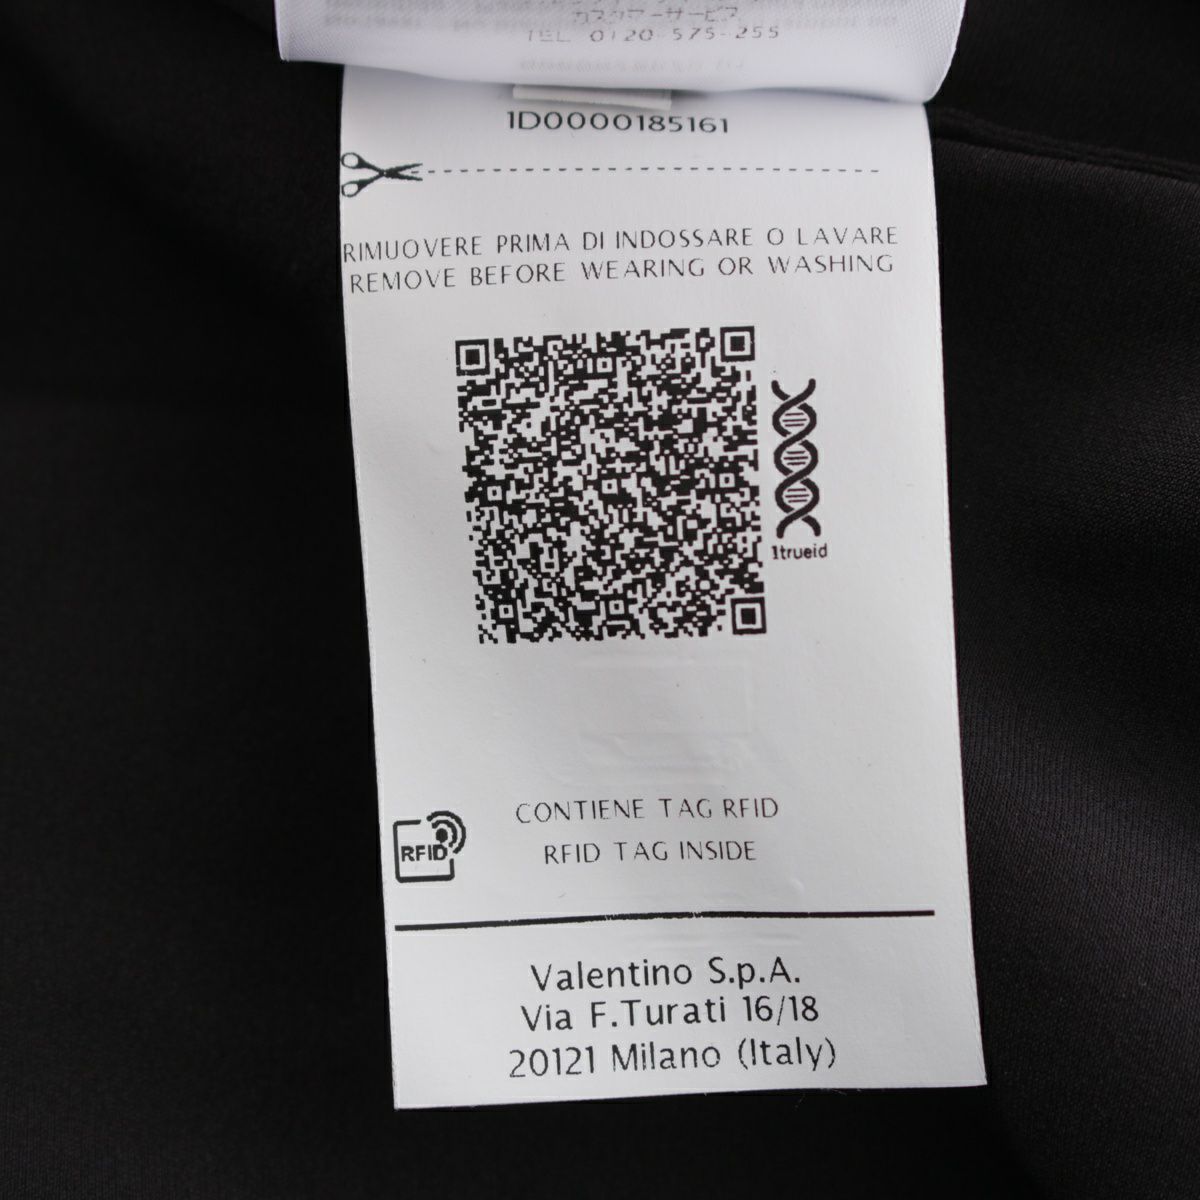 カスタマーサービス
TEL 0120-575-255
1D0000185161
RIMUOVERE PRIMA DI INDOSSARE O LAVARE
REMOVE BEFORE WEARING OR WASHING
1trueid
CONTIENE TAG RFID
RFID
RFID TAG INSIDE
Valentino S.p.A.
Via F.Turati 16/18
20121 Milano (Italy)